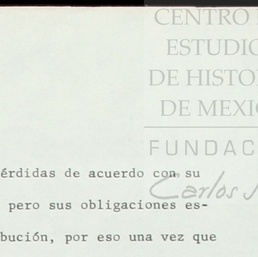 CENTRO
ESTUDIO
DE HISTO
DE MEXI
FUNDAC
érdidas de acuerdo con su
Carlos
pero sus obligaciones es-
bución, por eso una vez que